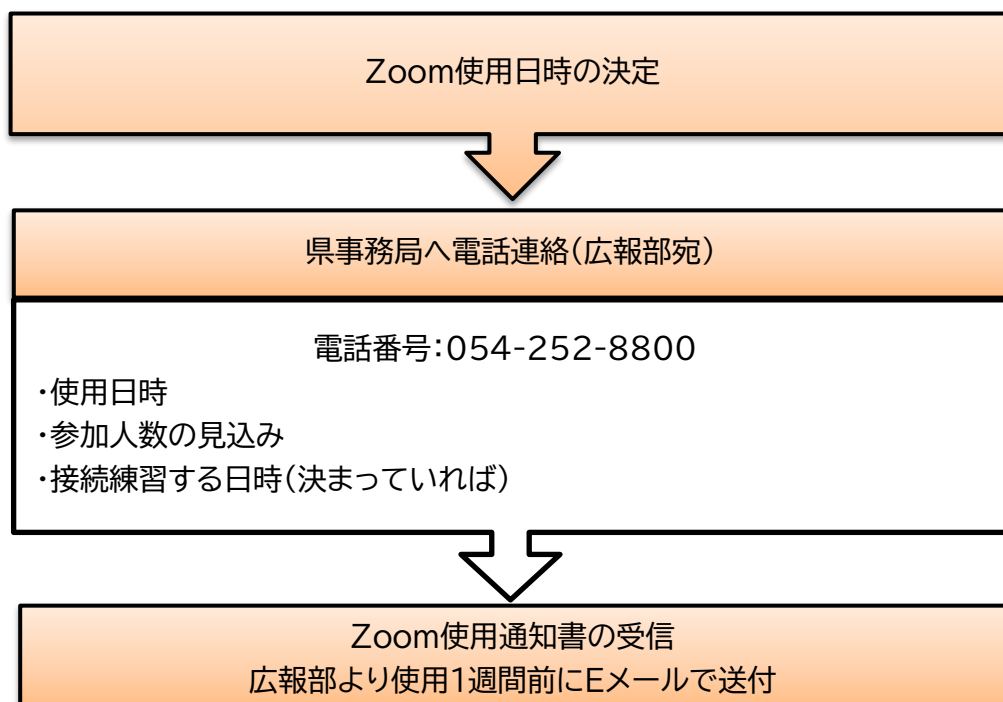 Zoom使用日時の決定
県事務局へ電話連絡(広報部宛)
電話番号:054-252-8800
・使用日時
・参加人数の見込み
・接続練習する日時(決まっていれば)
Zoom使用通知書の受信
広報部より使用1週間前にEメールで送付